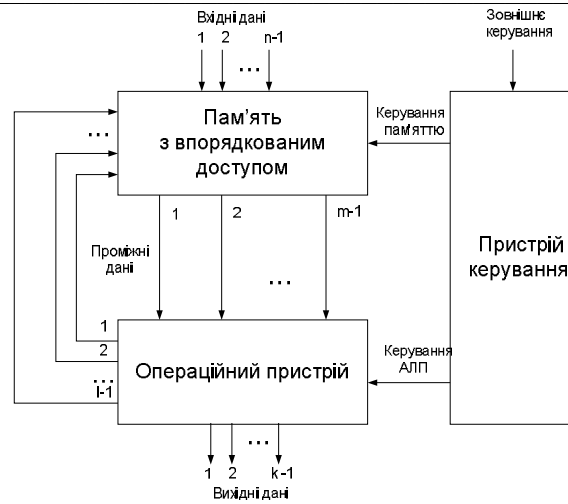 Вхідні дані
1 2 n-1
...
Зовнішнє
керування
Пам'ять
з впорядкованим
доступом
...
Керування
пам'яттю
1 2 m-1
Проміжні
дані
...
Пристрій
керування
1
2
...
l-1
Операційний пристрій
Керування
АЛП
...
1 2 k-1
Вихідні дані